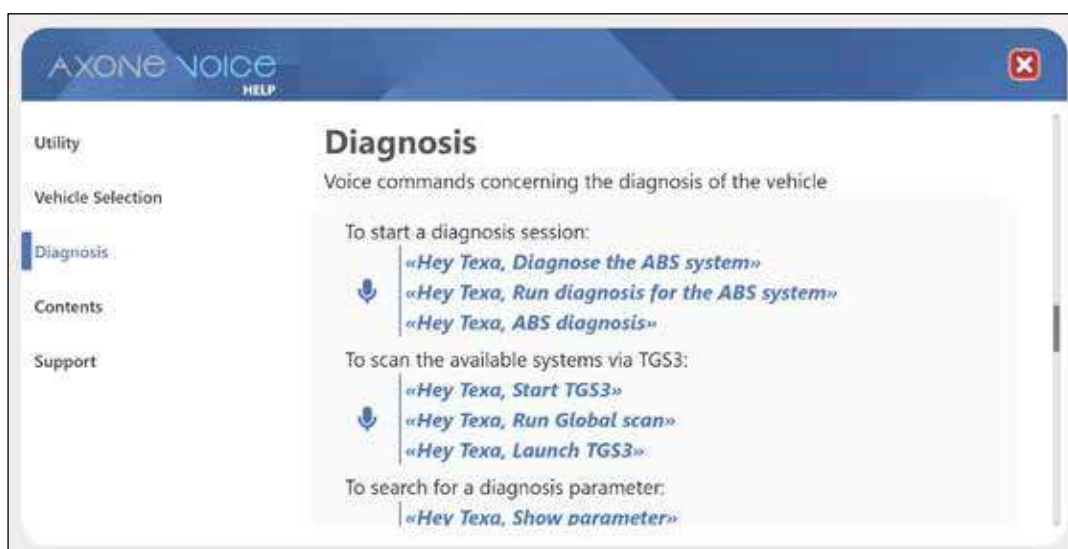 AXONE VOICE
HELP
Utility
Vehicle Selection
Diagnosis
Contents
Support
Diagnosis
Voice commands concerning the diagnosis of the vehicle
To start a diagnosis session:
«Hey Texa, Diagnose the ABS system»
«Hey Texa, Run diagnosis for the ABS system»
«Hey Texa, ABS diagnosis»
To scan the available systems via TGS3:
«Hey Texa, Start TGS3»
«Hey Texa, Run Global scan»
«Hey Texa, Launch TGS3»
To search for a diagnosis parameter:
«Hey Texa, Show parameter»